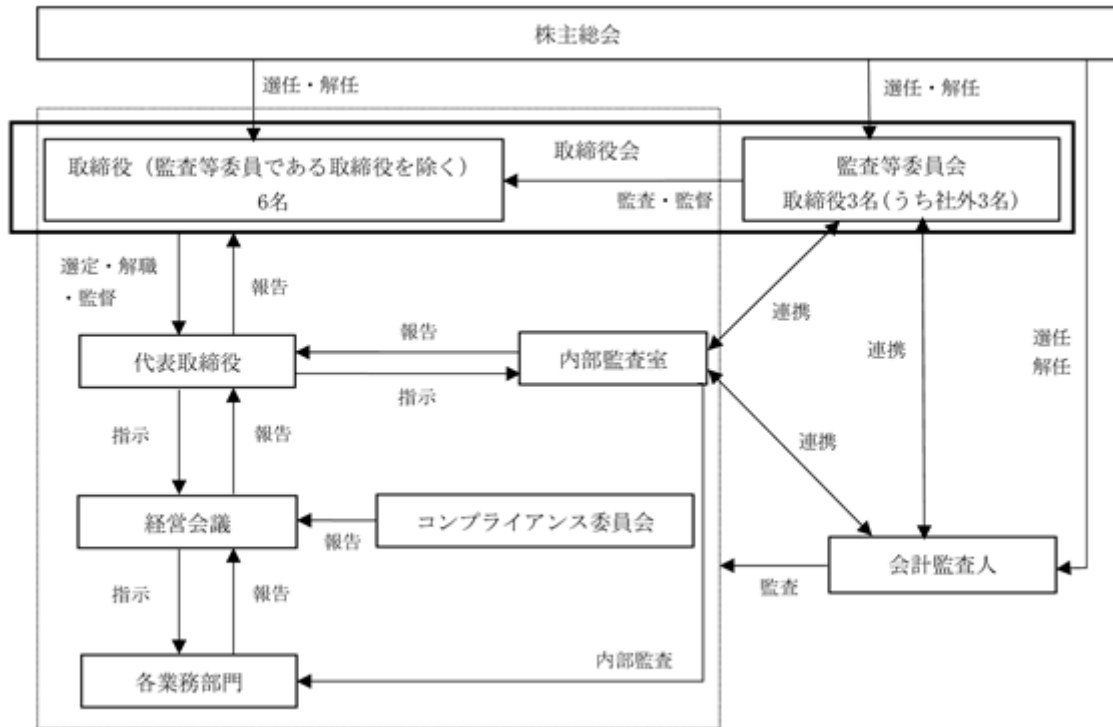 株主総会
選任・解任
選任・解任
取締役会
取締役（監査等委員である取締役を除く）
6名
監査等委員会
取締役3名(うち社外3名)
監査・監督
選定・解職
・監督
報告
連携
連携
選任
解任
代表取締役
報告
指示
内部監査室
指示
報告
連携
経営会議
報告
コンプライアンス委員会
会計監査人
監査
指示
報告
内部監査
各業務部門